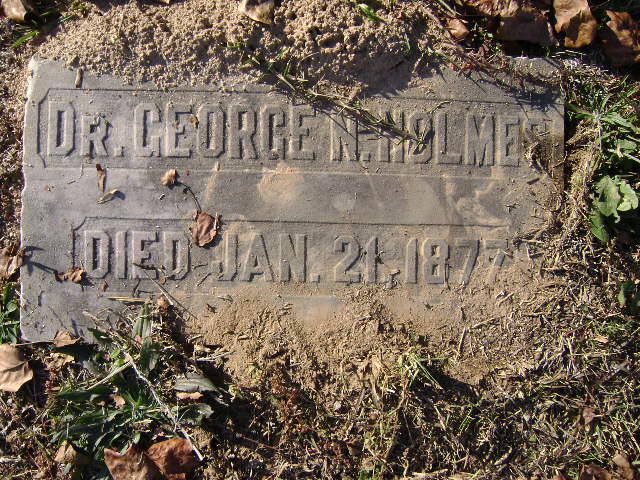 DR. GEORGE N. HOLMES
DIED JAN. 21, 1877